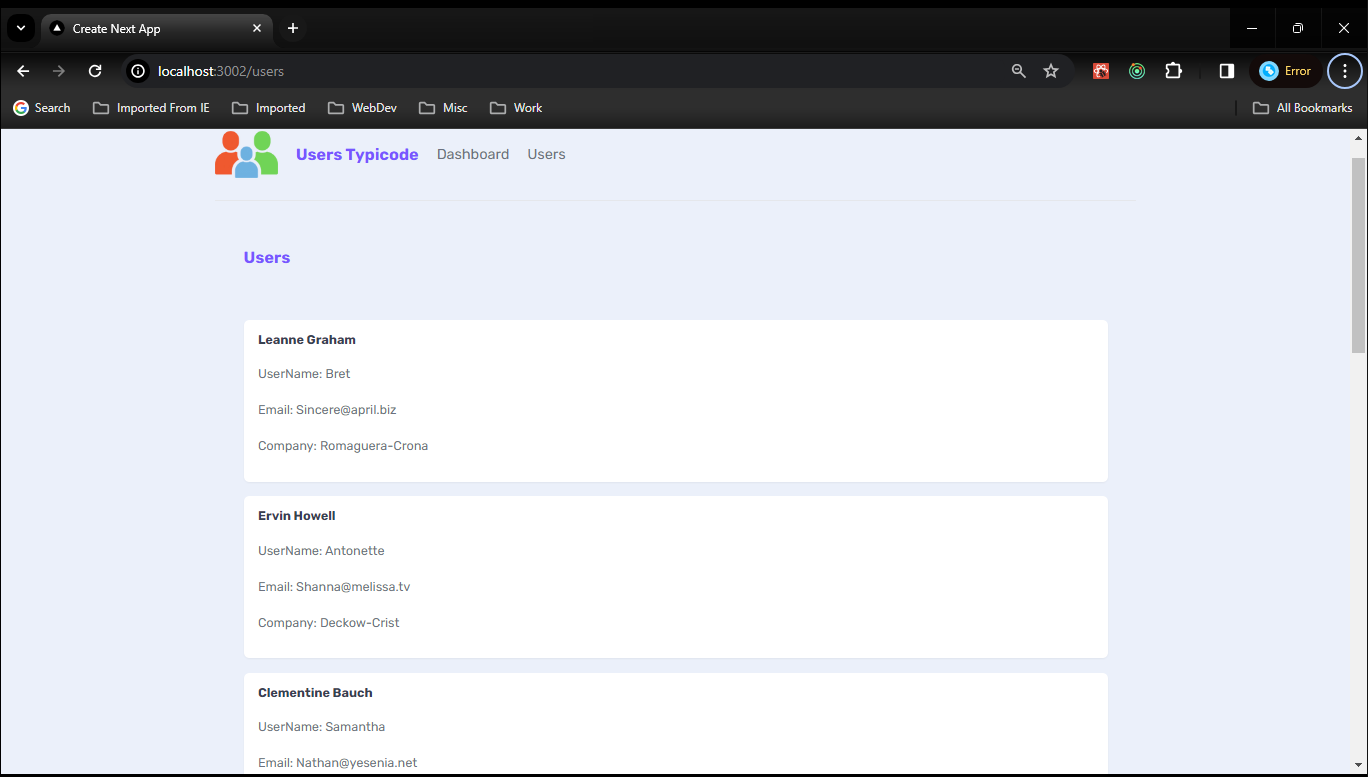 Create Next App
localhost:3002/users
Error
Search
Imported From IE
Imported
WebDev
Misc
Work
All Bookmarks
Users Typicode
Dashboard
Users
Users
Leanne Graham
UserName: Bret
Email: Sincere@april.biz
Company: Romaguera-Crona
Ervin Howell
UserName: Antonette
Email: Shanna@melissa.tv
Company: Deckow-Crist
Clementine Bauch
UserName: Samantha
Email: Nathan@yesenia.net